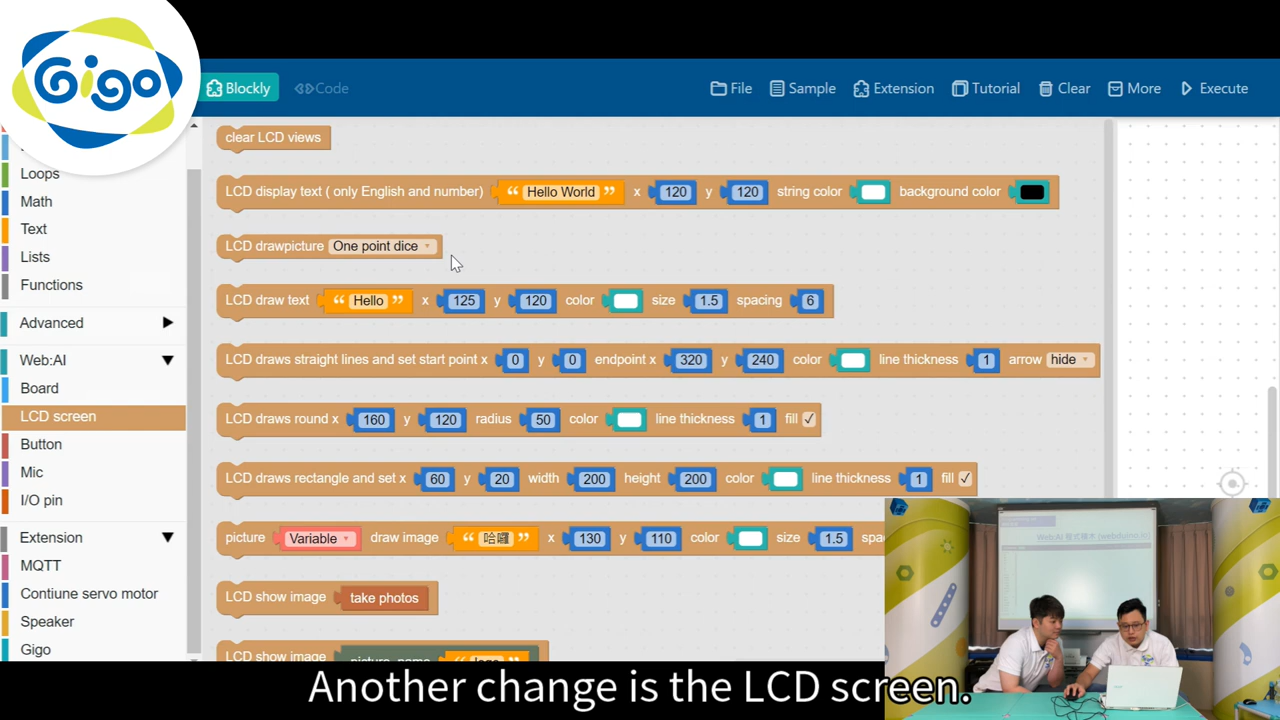 Gigo
Blockly
Code
File
Sample
Extension
Tutorial
Clear
More
Execute
Loops
Math
Text
Lists
Functions
Advanced
Web:AI
Board
LCD screen
Button
Mic
I/O pin
Extension
MQTT
Contiune servo motor
Speaker
Gigo
clear LCD views
LCD display text ( only English and number) “ Hello World ” x 120 y 120 string color background color
LCD drawpicture One point dice
LCD draw text “ Hello ” x 125 y 120 color size 1.5 spacing 6
LCD draws straight lines and set start point x 0 y 0 endpoint x 320 y 240 color line thickness 1 arrow hide
LCD draws round x 160 y 120 radius 50 color line thickness 1 fill
LCD draws rectangle and set x 60 y 20 width 200 height 200 color line thickness 1 fill
picture Variable draw image “ 哈囉 ” x 130 y 110 color size 1.5 spac
LCD show image take photos
LCD show image
Another change is the LCD screen.